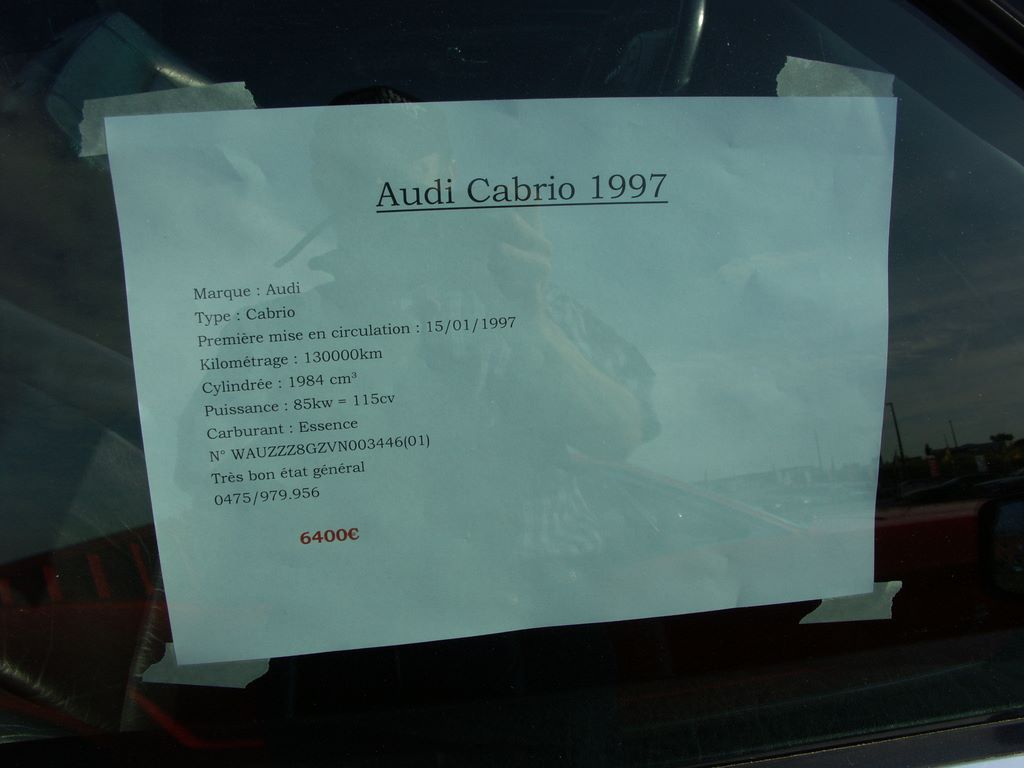 Audi Cabrio 1997
Marque : Audi
Type : Cabrio
Première mise en circulation : 15/01/1997
Kilométrage : 130000km
Cylindrée : 1984 cm³
Puissance : 85kw = 115cv
Carburant : Essence
N° WAUZZZ8GZVN003446(01)
Très bon état général
0475/979.956
6400€